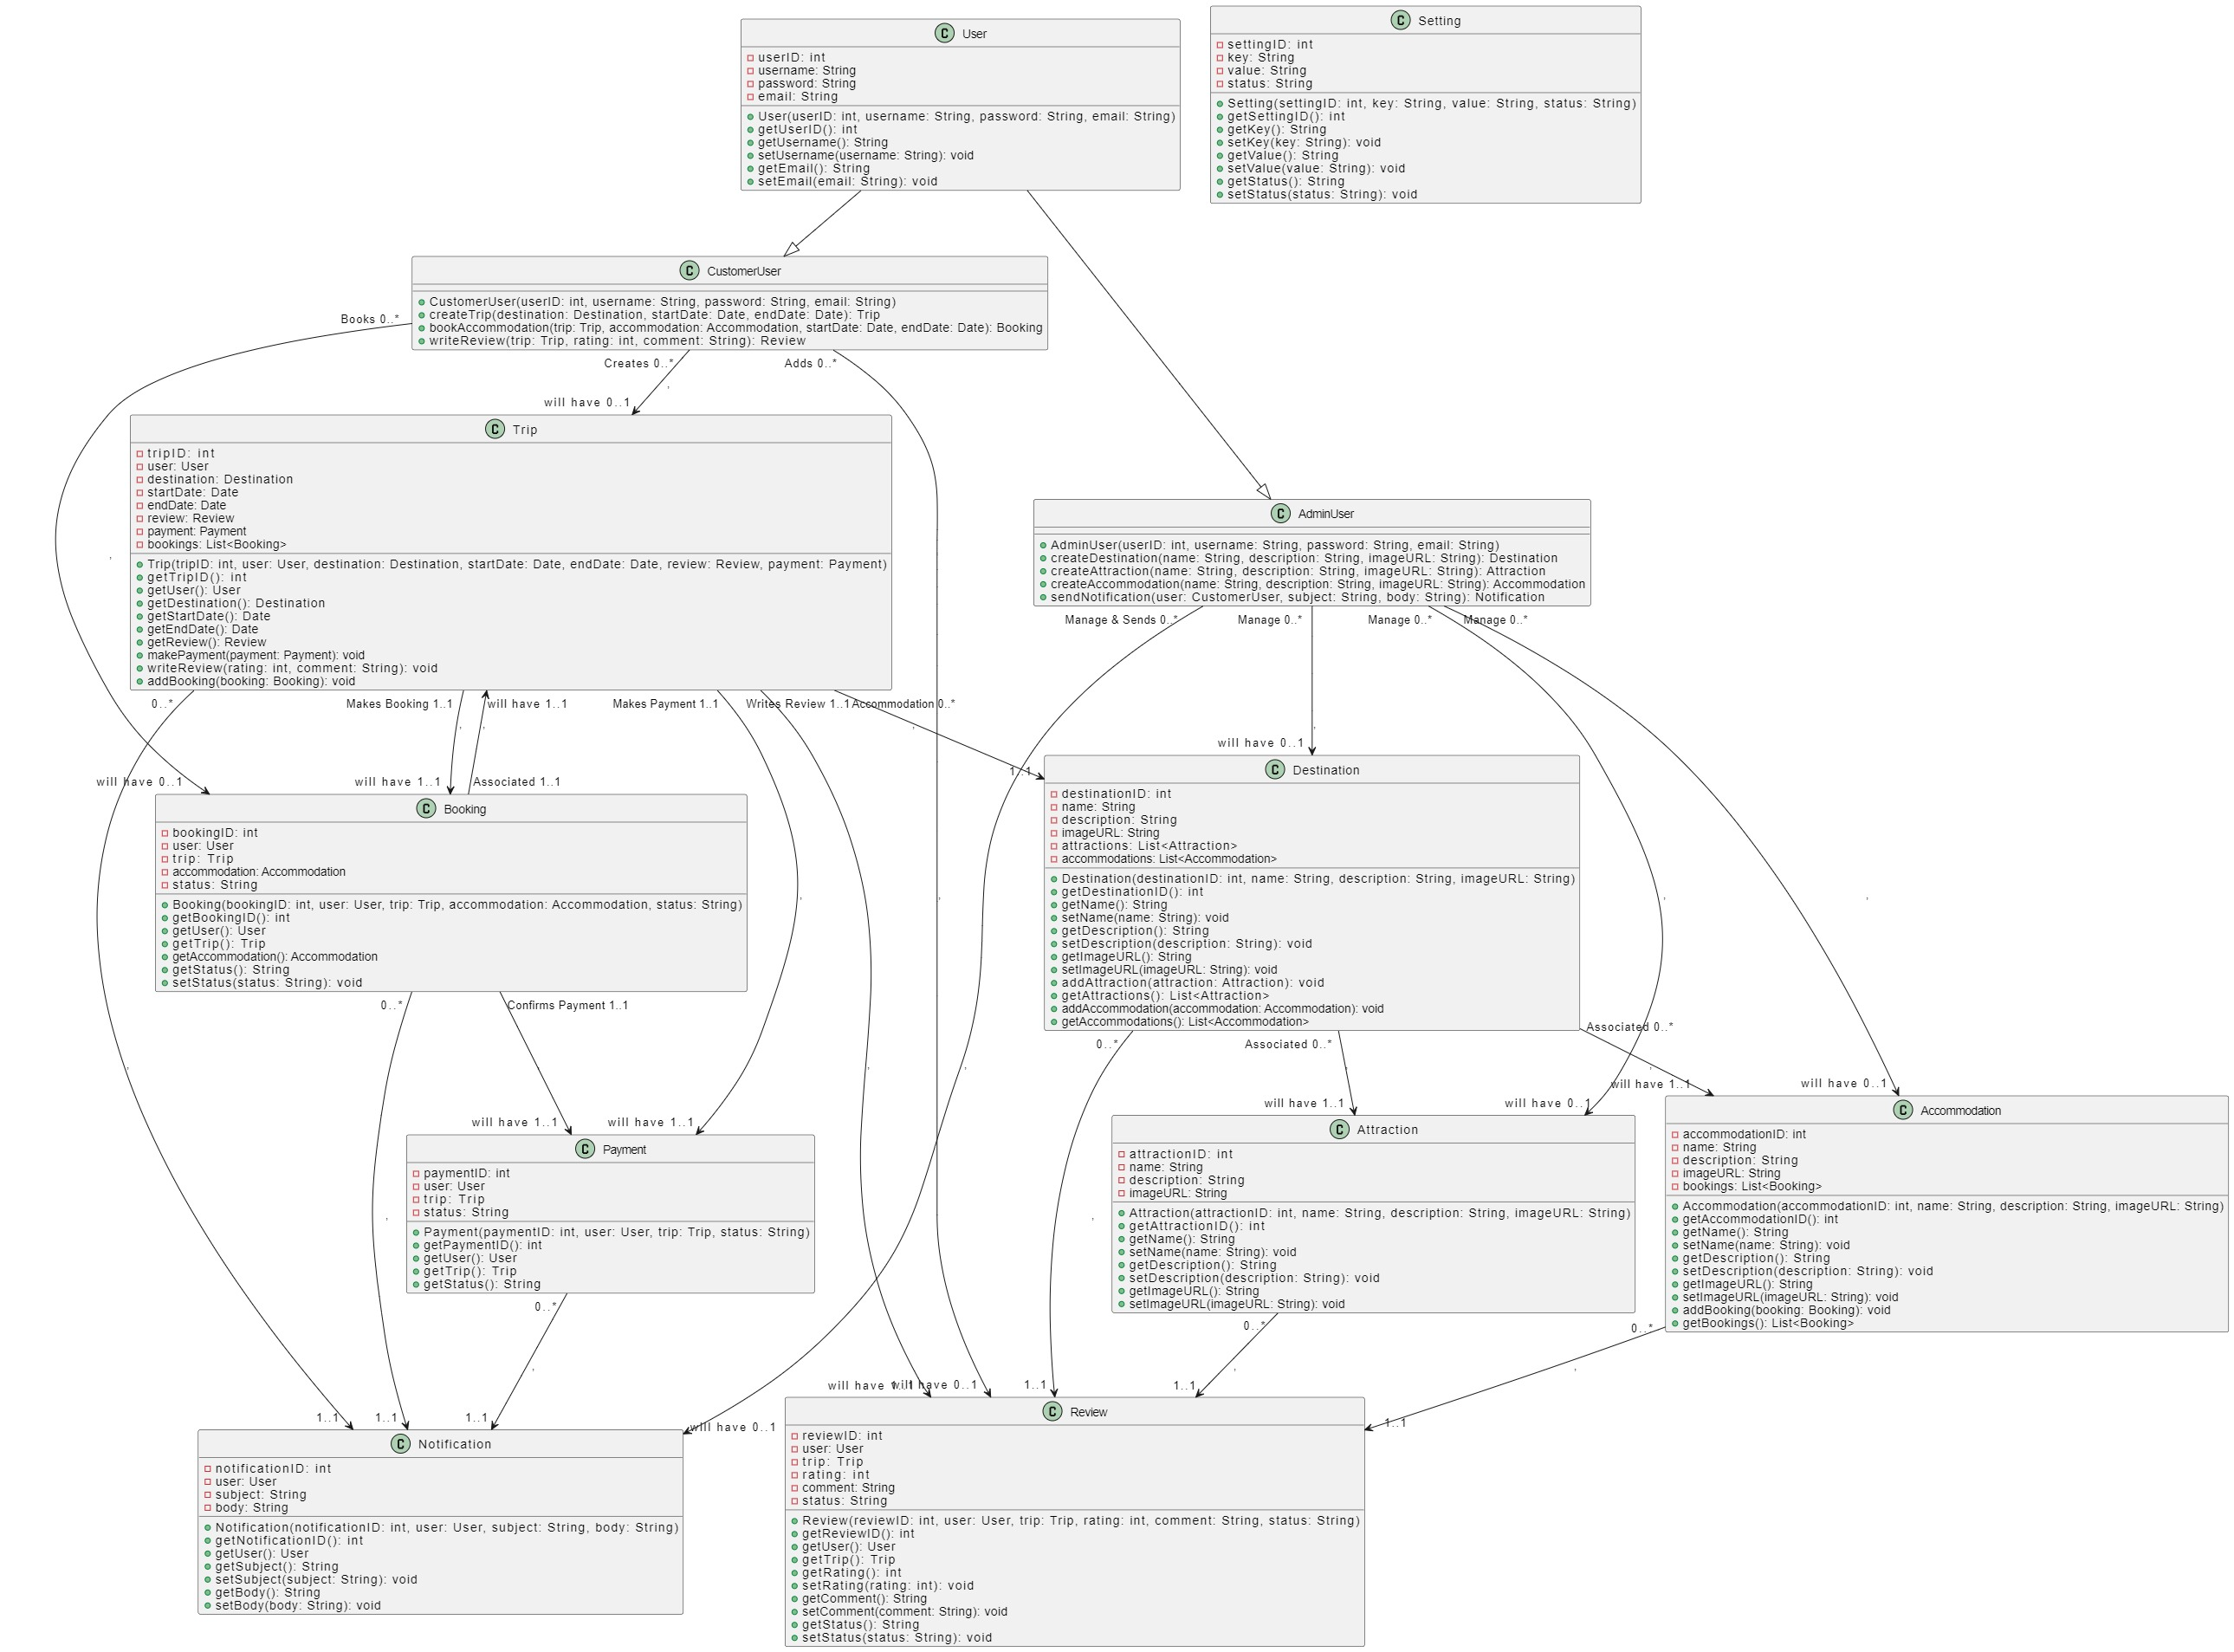 User
userID: int
username: String
password: String
email: String
User(userID: int, username: String, password: String, email: String)
getUserID(): int
getUsername(): String
setUsername(username: String): void
getEmail(): String
setEmail(email: String): void
Setting
settingID: int
key: String
value: String
status: String
Setting(settingID: int, key: String, value: String, status: String)
getSettingID(): int
getKey(): String
setKey(key: String): void
getValue(): String
setValue(value: String): void
getStatus(): String
setStatus(status: String): void
CustomerUser
CustomerUser(userID: int, username: String, password: String, email: String)
createTrip(destination: Destination, startDate: Date, endDate: Date): Trip
bookAccommodation(trip: Trip, accommodation: Accommodation, startDate: Date, endDate: Date): Booking
writeReview(trip: Trip, rating: int, comment: String): Review
Books 0..*
Creates 0..*
Adds 0..*
will have 0..1
Trip
tripID: int
user: User
destination: Destination
startDate: Date
endDate: Date
review: Review
payment: Payment
bookings: List<Booking>
Trip(tripID: int, user: User, destination: Destination, startDate: Date, endDate: Date, review: Review, payment: Payment)
getTripID(): int
getUser(): User
getDestination(): Destination
getStartDate(): Date
getEndDate(): Date
getReview(): Review
makePayment(payment: Payment): void
writeReview(rating: int, comment: String): void
addBooking(booking: Booking): void
AdminUser
AdminUser(userID: int, username: String, password: String, email: String)
createDestination(name: String, description: String, imageURL: String): Destination
createAttraction(name: String, description: String, imageURL: String): Attraction
createAccommodation(name: String, description: String, imageURL: String): Accommodation
sendNotification(user: CustomerUser, subject: String, body: String): Notification
Manage & Sends 0..*
Manage 0..*
Manage 0..*
Manage 0..*
0..*
Makes Booking 1..1
will have 1..1
Makes Payment 1..1
Writes Review 1..1
Accommodation 0..*
will have 0..1
will have 0..1
will have 1..1
Associated 1..1
1..1
Booking
bookingID: int
user: User
trip: Trip
accommodation: Accommodation
status: String
Booking(bookingID: int, user: User, trip: Trip, accommodation: Accommodation, status: String)
getBookingID(): int
getUser(): User
getTrip(): Trip
getAccommodation(): Accommodation
getStatus(): String
setStatus(status: String): void
Destination
destinationID: int
name: String
description: String
imageURL: String
attractions: List<Attraction>
accommodations: List<Accommodation>
Destination(destinationID: int, name: String, description: String, imageURL: String)
getDestinationID(): int
getName(): String
setName(name: String): void
getDescription(): String
setDescription(description: String): void
getImageURL(): String
setImageURL(imageURL: String): void
addAttraction(attraction: Attraction): void
getAttractions(): List<Attraction>
addAccommodation(accommodation: Accommodation): void
getAccommodations(): List<Accommodation>
0..*
Confirms Payment 1..1
0..*
Associated 0..*
Associated 0..*
will have 1..1
will have 1..1
will have 1..1
will have 0..1
will have 1..1
will have 0..1
Payment
paymentID: int
user: User
trip: Trip
status: String
Payment(paymentID: int, user: User, trip: Trip, status: String)
getPaymentID(): int
getUser(): User
getTrip(): Trip
getStatus(): String
Attraction
attractionID: int
name: String
description: String
imageURL: String
Attraction(attractionID: int, name: String, description: String, imageURL: String)
getAttractionID(): int
getName(): String
setName(name: String): void
getDescription(): String
setDescription(description: String): void
getImageURL(): String
setImageURL(imageURL: String): void
Accommodation
accommodationID: int
name: String
description: String
imageURL: String
bookings: List<Booking>
Accommodation(accommodationID: int, name: String, description: String, imageURL: String)
getAccommodationID(): int
getName(): String
setName(name: String): void
getDescription(): String
setDescription(description: String): void
getImageURL(): String
setImageURL(imageURL: String): void
addBooking(booking: Booking): void
getBookings(): List<Booking>
0..*
0..*
0..*
1..1
1..1
1..1
will have 0..1
will have 1..1
will have 0..1
1..1
1..1
1..1
Notification
notificationID: int
user: User
subject: String
body: String
Notification(notificationID: int, user: User, subject: String, body: String)
getNotificationID(): int
getUser(): User
getSubject(): String
setSubject(subject: String): void
getBody(): String
setBody(body: String): void
Review
reviewID: int
user: User
trip: Trip
rating: int
comment: String
status: String
Review(reviewID: int, user: User, trip: Trip, rating: int, comment: String, status: String)
getReviewID(): int
getUser(): User
getTrip(): Trip
getRating(): int
setRating(rating: int): void
getComment(): String
setComment(comment: String): void
getStatus(): String
setStatus(status: String): void